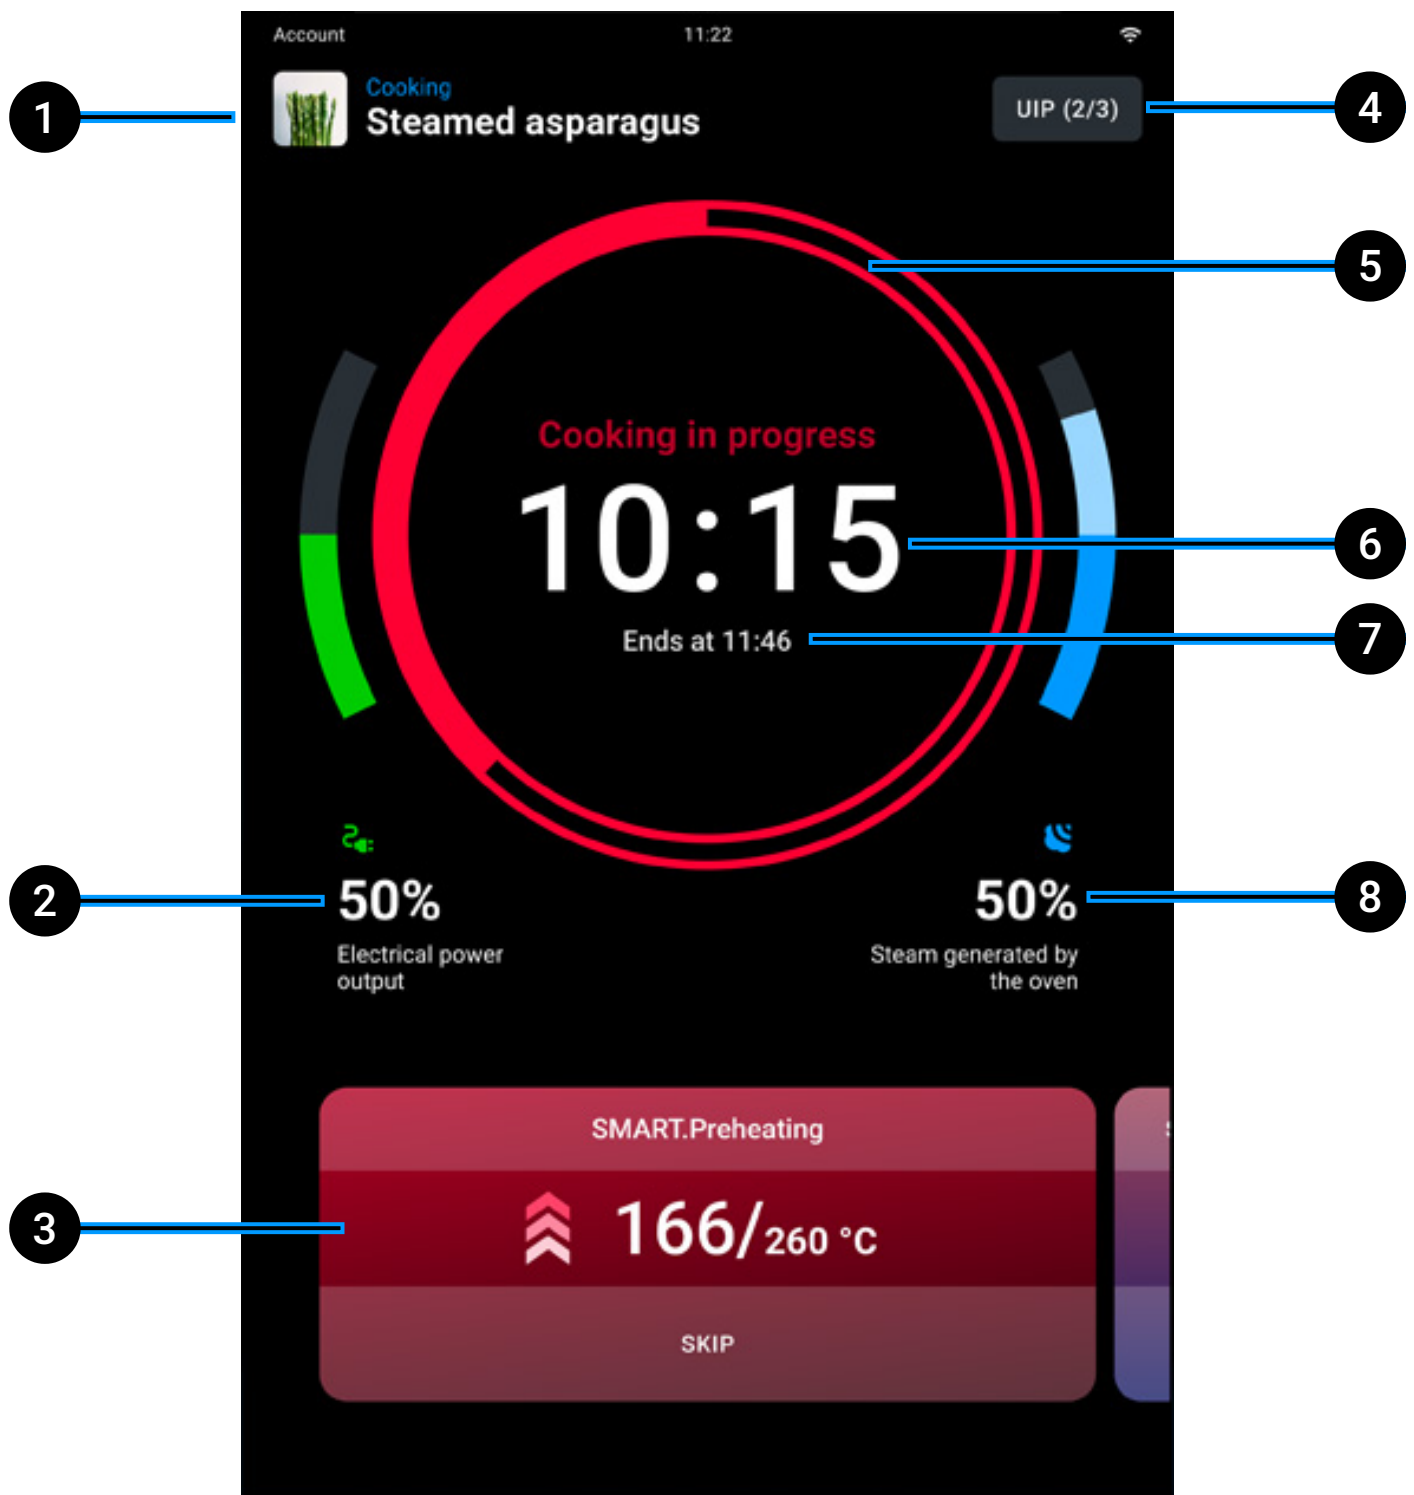 Account
11:22
1
Cooking
Steamed asparagus
UIP (2/3)
4
5
Cooking in progress
10:15
6
Ends at 11:46
7
2
50%
Electrical power
output
50%
8
Steam generated by
the oven
SMART.Preheating
3
166/260 °C
SKIP